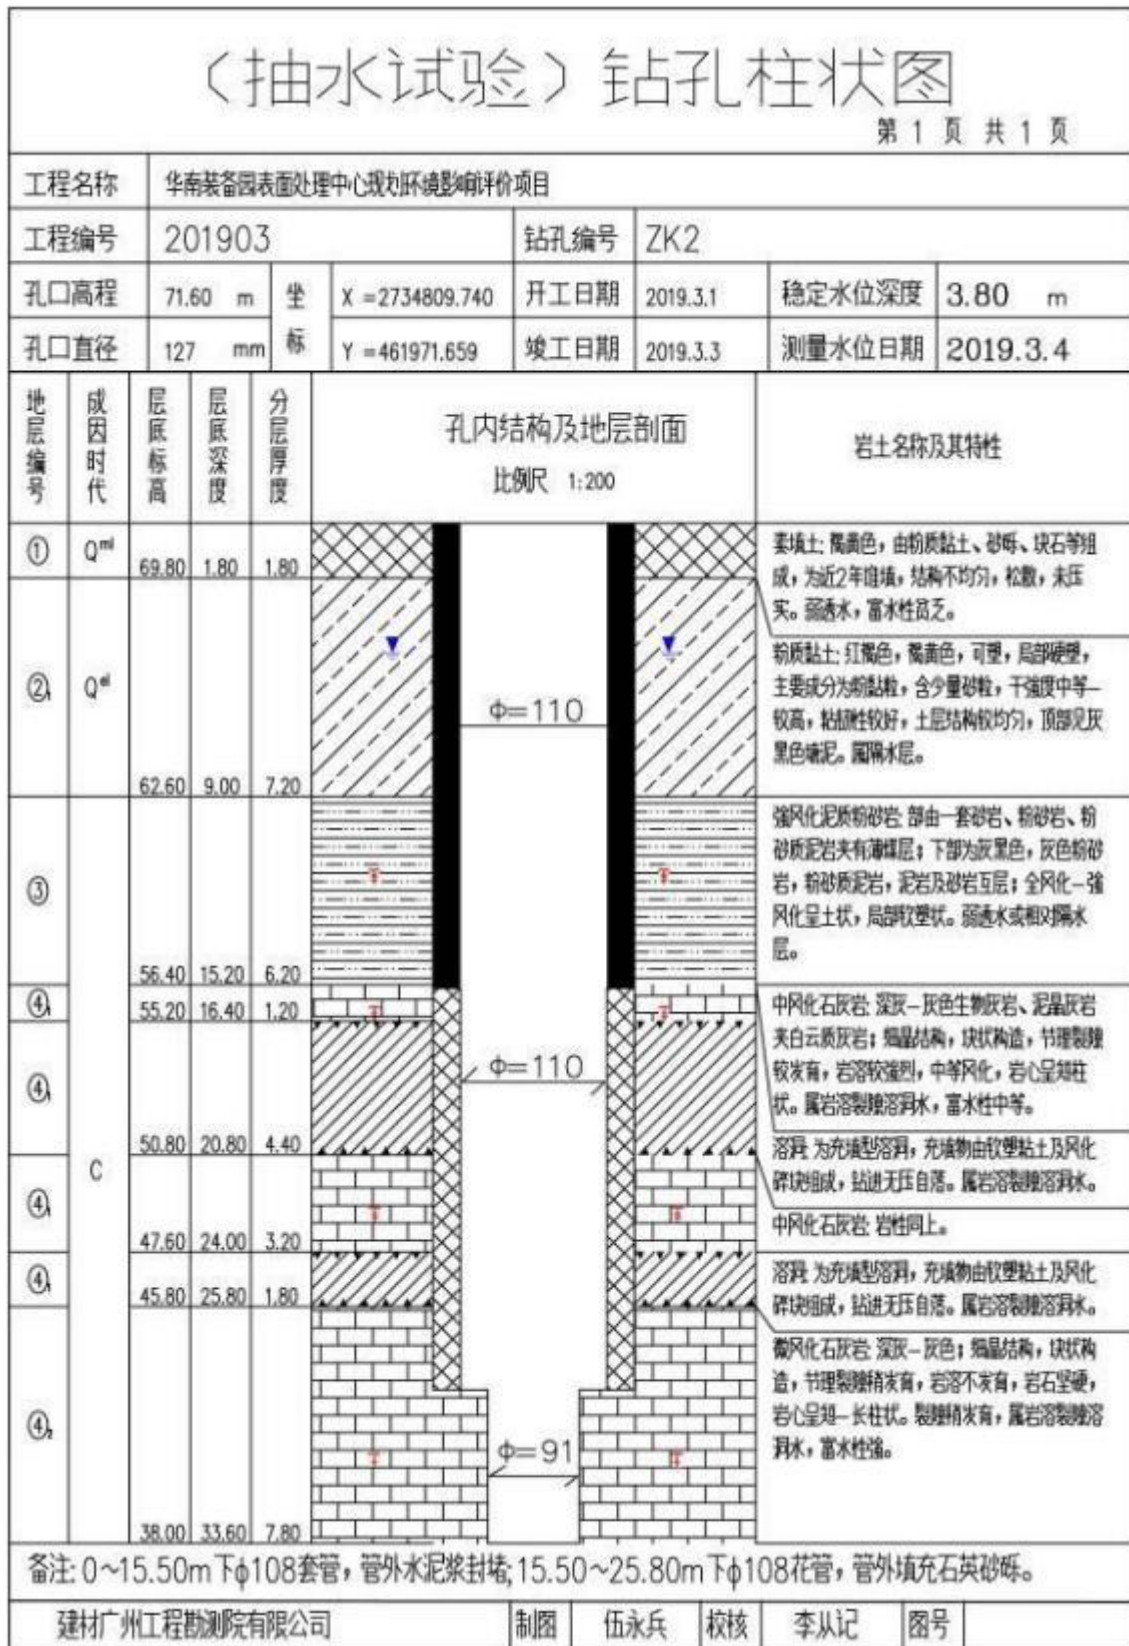 (抽水试验)钻孔柱状图
第 1 页 共 1 页
工程名称 华南装备园表面处理中心规划环境影响评价项目
工程编号 201903 钻孔编号 ZK2
孔口高程 71.60 m 坐标 X =2734809.740 开工日期 2019.3.1 稳定水位深度 3.80 m
孔口直径 127 mm Y =461971.659 竣工日期 2019.3.3 测量水位日期 2019.3.4
地层编号 成因时代 层底标高 层底深度 分层厚度 孔内结构及地层剖面 岩土名称及其特性
比例尺 1:200
① Qml 69.80 1.80 1.80
素填土: 褐黄色，由粉质黏土、砂砾、块石等组
成，为近2年堆填，结构不均匀，松散，未压
实。弱透水，富水性贫乏。
②₁ Qel 62.60 9.00 7.20
粉质黏土: 红褐色，褐黄色，可塑，局部硬塑，
主要成分为粉黏粒，含少量砂粒，干强度中等—
较高，粘韧性较好，土层结构较均匀，顶部见灰
黑色塘泥。属隔水层。
Φ=110
③ 56.40 15.20 6.20
强风化泥质粉砂岩: 部由一套砂岩、粉砂岩、粉
砂质泥岩夹有薄煤层；下部为灰黑色，灰色粉砂
岩，粉砂质泥岩，泥岩及砂岩互层；全风化—强
风化呈土状，局部软塑状。弱透水或相对隔水
层。
C
④₁ 55.20 16.40 1.20
中风化石灰岩: 深灰—灰色生物灰岩、泥晶灰岩
夹白云质灰岩；细晶结构，块状构造，节理裂隙
较发育，岩溶较强烈，中等风化，岩心呈短柱
状。属岩溶裂隙溶洞水，富水性中等。
Φ=110
④₁ 50.80 20.80 4.40
溶洞: 为充填型溶洞，充填物由软塑粘土及风化
碎块组成，钻进无压自落。属岩溶裂隙溶洞水。
④₁ 47.60 24.00 3.20
中风化石灰岩: 岩性同上。
④₁ 45.80 25.80 1.80
溶洞: 为充填型溶洞，充填物由软塑粘土及风化
碎块组成，钻进无压自落。属岩溶裂隙溶洞水。
④₂ 38.00 33.60 7.80
微风化石灰岩: 深灰—灰色；细晶结构，块状构
造，节理裂隙稍发育，岩溶不发育，岩石坚硬，
岩心呈短—长柱状。裂隙稍发育，属岩溶裂隙溶
洞水，富水性强。
Φ=91
备注: 0~15.50m下ϕ108套管，管外水泥浆封堵;15.50~25.80m下ϕ108花管，管外填充石英砂砾。
建材广州工程勘测院有限公司 制图 伍永兵 校核 李从记 图号